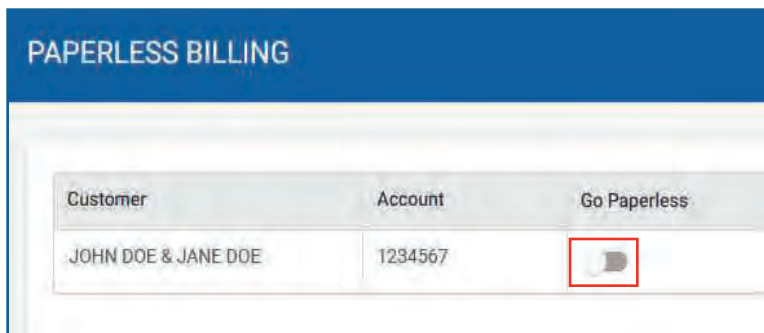 PAPERLESS BILLING
Customer Account Go Paperless
JOHN DOE & JANE DOE 1234567